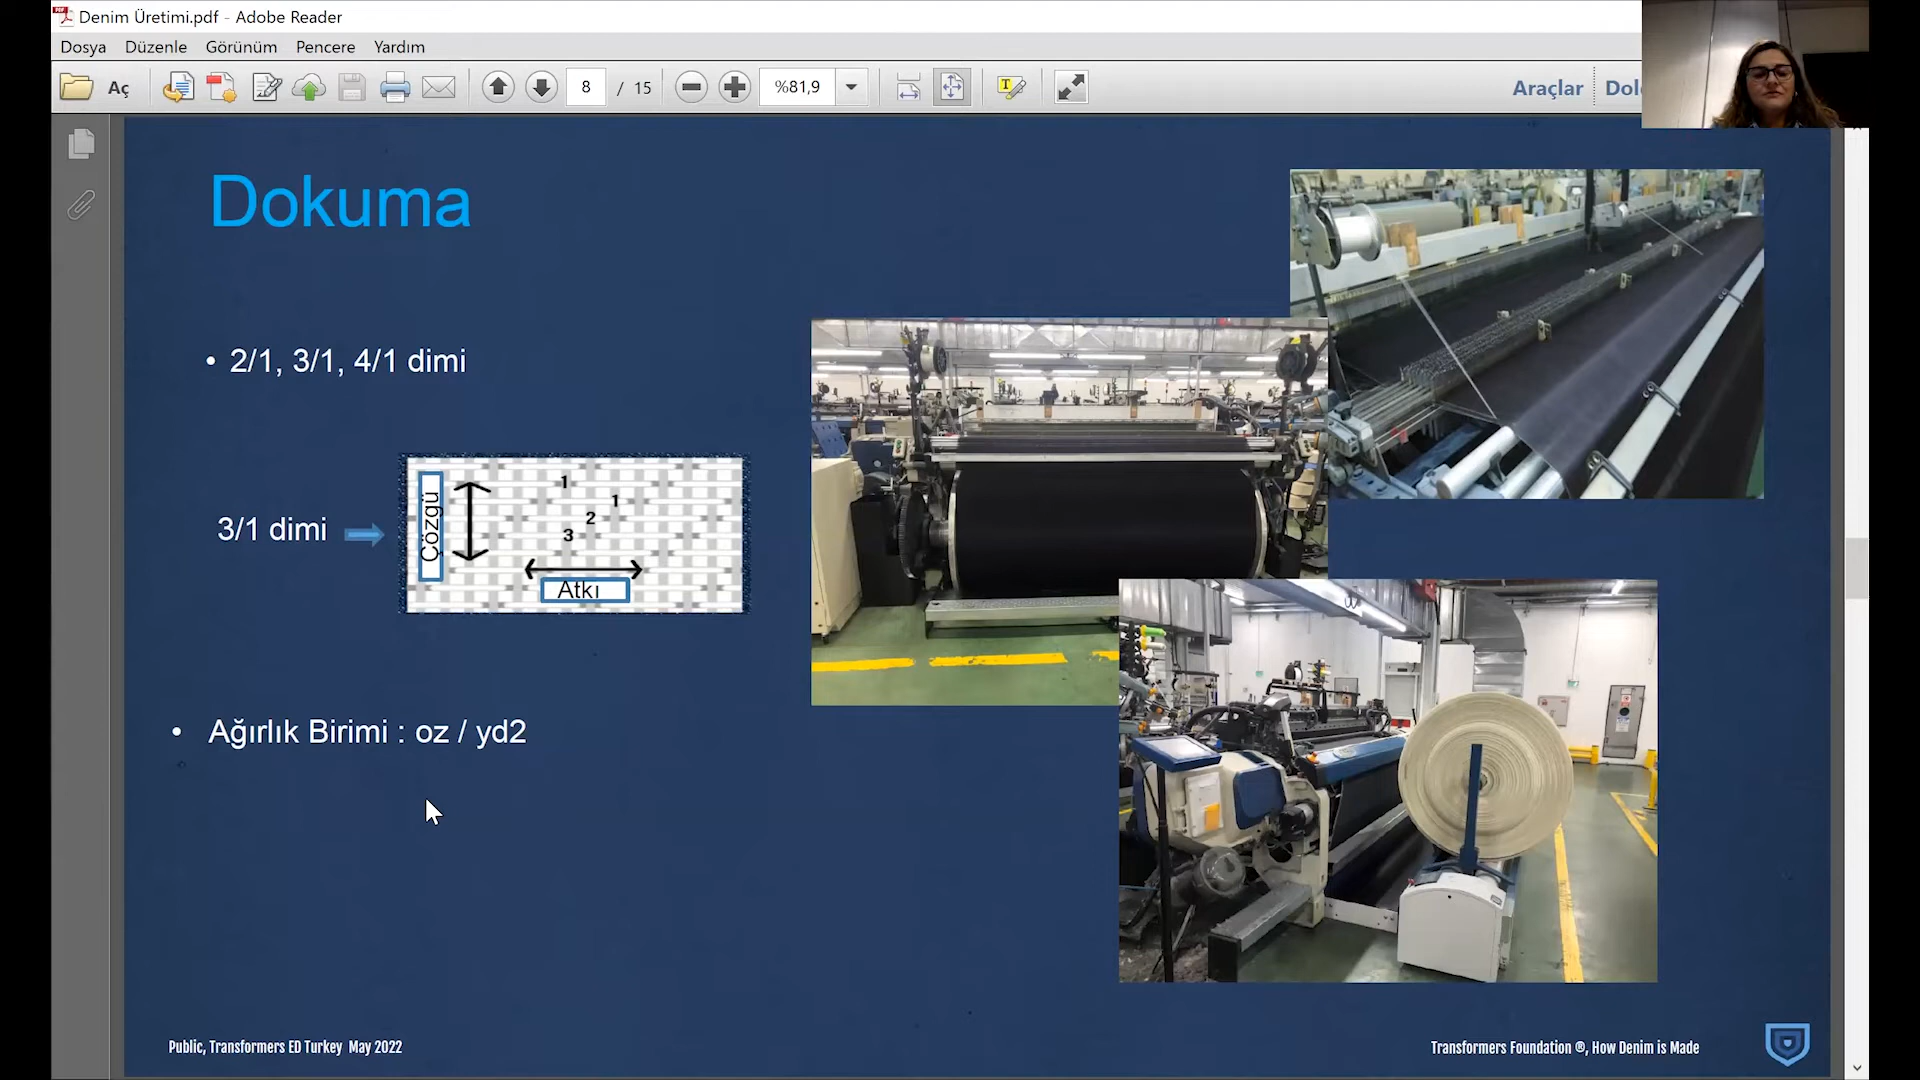 Denim Üretimi.pdf - Adobe Reader
Dosya Düzenle Görünüm Pencere Yardım
Aç 8 / 15 %81,9 Araçlar
Dokuma
• 2/1, 3/1, 4/1 dimi
3/1 dimi
Çözgü
1
1
2
3
Atkı
• Ağırlık Birimi : oz / yd2
Public, Transformers ED Turkey May 2022
Transformers Foundation ®, How Denim is Made